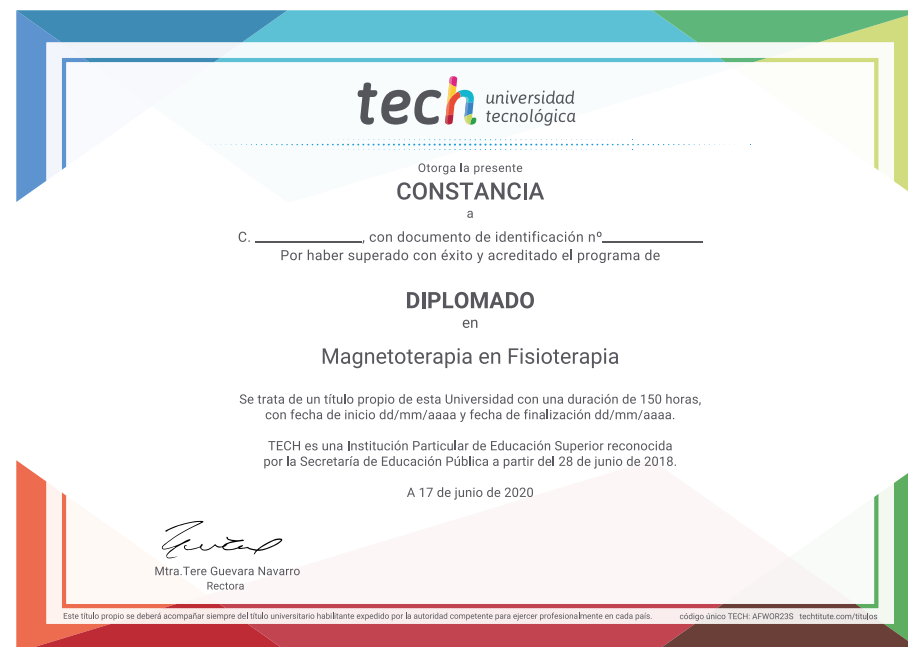 tech universidad
tecnológica
Otorga la presente
CONSTANCIA
a
C. ______________, con documento de identificación nº_____________
Por haber superado con éxito y acreditado el programa de
DIPLOMADO
en
Magnetoterapia en Fisioterapia
Se trata de un título propio de esta Universidad con una duración de 150 horas,
con fecha de inicio dd/mm/aaaa y fecha de finalización dd/mm/aaaa.
TECH es una Institución Particular de Educación Superior reconocida
por la Secretaría de Educación Pública a partir del 28 de junio de 2018.
A 17 de junio de 2020
Mtra.Tere Guevara Navarro
Rectora
Este título propio se deberá acompañar siempre del título universitario habilitante expedido por la autoridad competente para ejercer profesionalmente en cada país. código único TECH: AFWOR23S techtitute.com/titulos